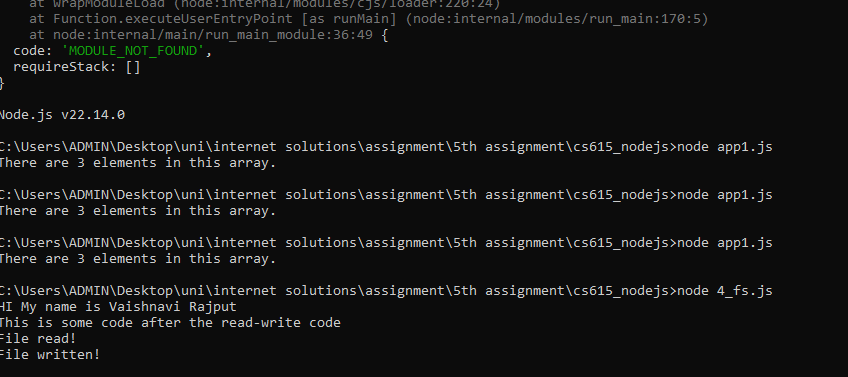 at wrapModuleLoad (node:internal/modules/cjs/loader:220:24)
at Function.executeUserEntryPoint [as runMain] (node:internal/modules/run_main:170:5)
at node:internal/main/run_main_module:36:49 {
code: 'MODULE_NOT_FOUND',
requireStack: []
}
Node.js v22.14.0
C:\Users\ADMIN\Desktop\uni\internet solutions\assignment\5th assignment\cs615_nodejs>node app1.js
There are 3 elements in this array.
C:\Users\ADMIN\Desktop\uni\internet solutions\assignment\5th assignment\cs615_nodejs>node app1.js
There are 3 elements in this array.
C:\Users\ADMIN\Desktop\uni\internet solutions\assignment\5th assignment\cs615_nodejs>node app1.js
There are 3 elements in this array.
C:\Users\ADMIN\Desktop\uni\internet solutions\assignment\5th assignment\cs615_nodejs>node 4_fs.js
HI My name is Vaishnavi Rajput
This is some code after the read-write code
File read!
File written!